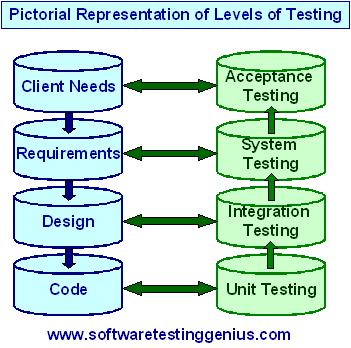 Pictorial Representation of Levels of Testing
Client Needs
Acceptance
Testing
Requirements
System
Testing
Design
Integration
Testing
Code
Unit Testing
www.softwaretestinggenius.com